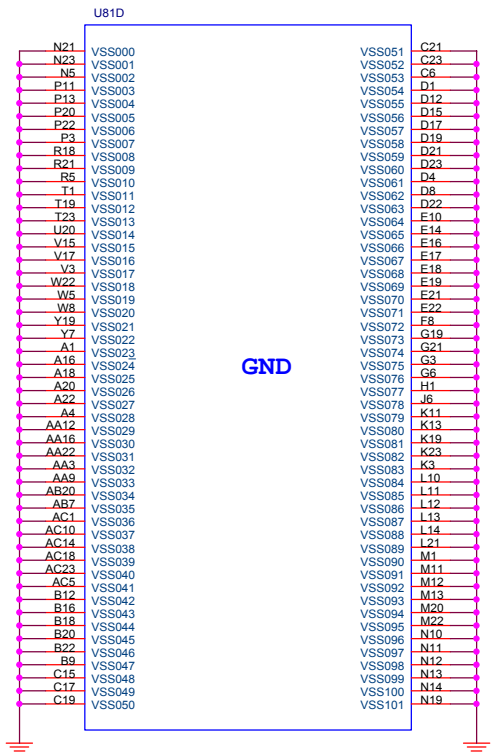 U81D
N21 VSS000 VSS051 C21
N23 VSS001 VSS052 C23
N5 VSS002 VSS053 C6
P11 VSS003 VSS054 D1
P13 VSS004 VSS055 D12
P20 VSS005 VSS056 D15
P22 VSS006 VSS057 D17
P3 VSS007 VSS058 D19
R18 VSS008 VSS059 D21
R21 VSS009 VSS060 D23
R5 VSS010 VSS061 D4
T1 VSS011 VSS062 D8
T19 VSS012 VSS063 D22
T23 VSS013 VSS064 E10
U20 VSS014 VSS065 E14
V15 VSS015 VSS066 E16
V17 VSS016 VSS067 E17
V3 VSS017 VSS068 E18
W22 VSS018 VSS069 E19
W5 VSS019 VSS070 E21
W8 VSS020 VSS071 E22
Y19 VSS021 VSS072 F8
Y7 VSS022 VSS073 G19
A1 VSS023 VSS074 G21
A16 VSS024 GND VSS075 G3
A18 VSS025 VSS076 G6
A20 VSS026 VSS077 H1
A22 VSS027 VSS078 J6
A4 VSS028 VSS079 K11
AA12 VSS029 VSS080 K13
AA16 VSS030 VSS081 K19
AA22 VSS031 VSS082 K23
AA3 VSS032 VSS083 K3
AA9 VSS033 VSS084 L10
AB20 VSS034 VSS085 L11
AB7 VSS035 VSS086 L12
AC1 VSS036 VSS087 L13
AC10 VSS037 VSS088 L14
AC14 VSS038 VSS089 L21
AC18 VSS039 VSS090 M1
AC23 VSS040 VSS091 M11
AC5 VSS041 VSS092 M12
B12 VSS042 VSS093 M13
B16 VSS043 VSS094 M20
B18 VSS044 VSS095 M22
B20 VSS045 VSS096 N10
B22 VSS046 VSS097 N11
B9 VSS047 VSS098 N12
C15 VSS048 VSS099 N13
C17 VSS049 VSS100 N14
C19 VSS050 VSS101 N19